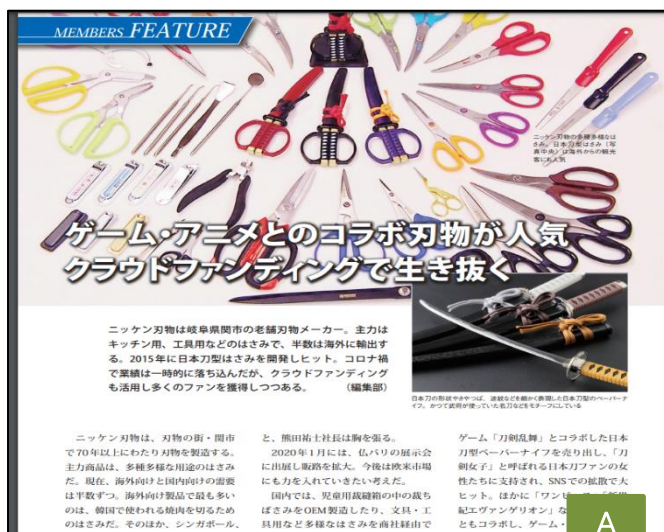 MEMBERS FEATURE
ニッケン刃物の多種多様なは
さみ。日本刀型はさみ（写
真中央）は海外からの観光
客にも人気
ゲーム・アニメとのコラボ刃物が人気
クラウドファンディングで生き抜く
ニッケン刃物は岐阜県関市の老舗刃物メーカー。主力は
キッチン用、工具用などのはさみで、半数は海外に輸出す
る。2015年に日本刀型はさみを開発しヒット。コロナ禍
で業績は一時的に落ち込んだが、クラウドファンディング
も活用し多くのファンを獲得しつつある。 （編集部）
日本刀の形状やさやつば、波紋などを細かく表現した日本刀型のペーパーナ
イフ。かつて武将が使っていた名刀などをモチーフにしている
ニッケン刃物は、刃物の街・関市
で70年以上にわたり刃物を製造する。
主力商品は、多種多様な用途のはさみ
だ。現在、海外向けと国内向けの需要
は半数ずつ。海外向け製品で最も多い
のは、韓国で使われる焼肉を切るため
のはさみだ。そのほか、シンガポール、
と、熊田祐士社長は胸を張る。
2020年1月には、仏パリの展示会
に出展し販路を拡大。今後は欧米市場
にも力を入れていきたい考えだ。
国内では、児童用裁縫箱の中の裁ち
ばさみをOEM製造したり、文具・工
具用など多様なはさみを商社経由で
ゲーム「刀剣乱舞」とコラボした日本
刀型ペーパーナイフを売り出し、「刀
剣女子」と呼ばれる日本刀ファンの女
性たちに支持され、SNSでの拡散で大
ヒット。ほかに「ワンピ
紀エヴァンゲリオン」な
ともコラボし、ゲーム・
A